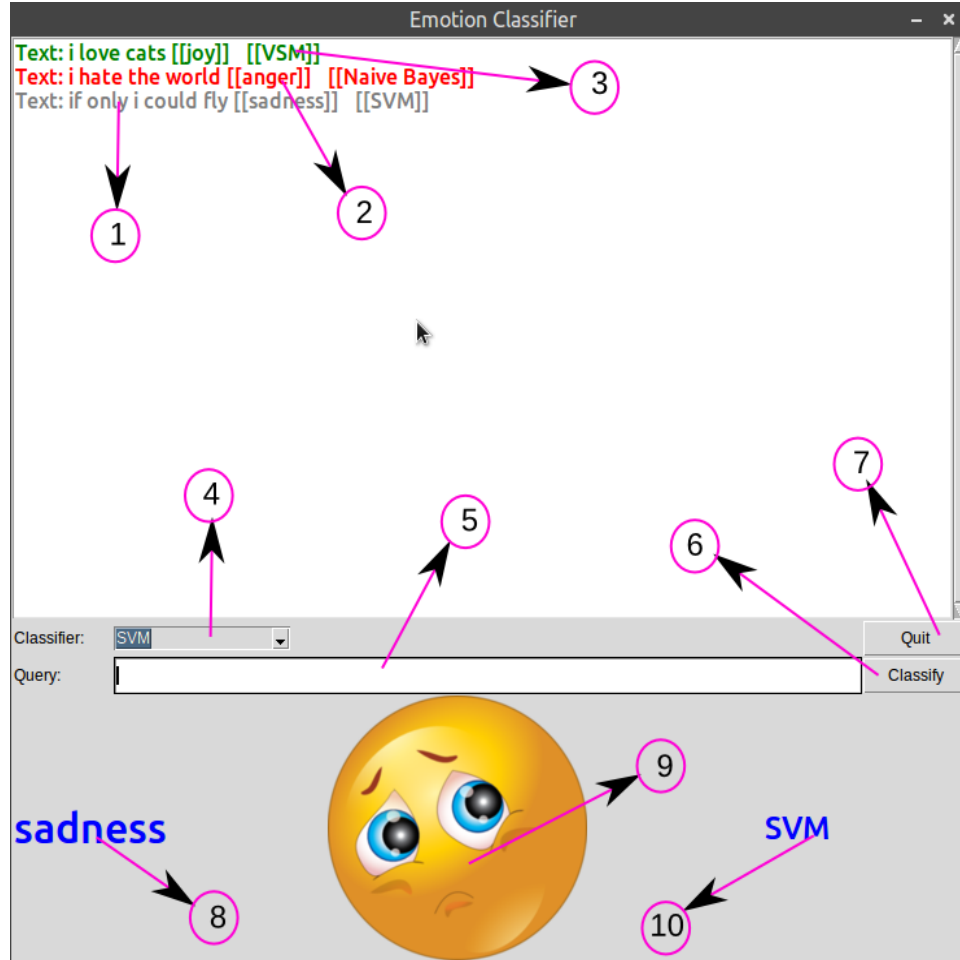 Emotion Classifier
Text: i love cats [[joy]] [[VSM]]
Text: i hate the world [[anger]] [[Naive Bayes]]
Text: if only i could fly [[sadness]] [[SVM]]
3
2
1
7
4
5
6
Classifier: SVM Quit
Query: Classify
9
sadness SVM
8
10